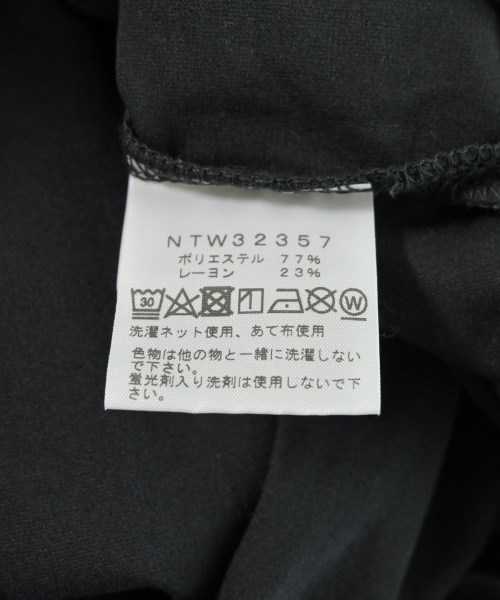 NTW32357
ポリエステル 77%
レーヨン 23%
30 W
洗濯ネット使用、あて布使用
色物は他の物と一緒に洗濯しない
で下さい。
蛍光剤入り洗剤は使用しないで下
さい。